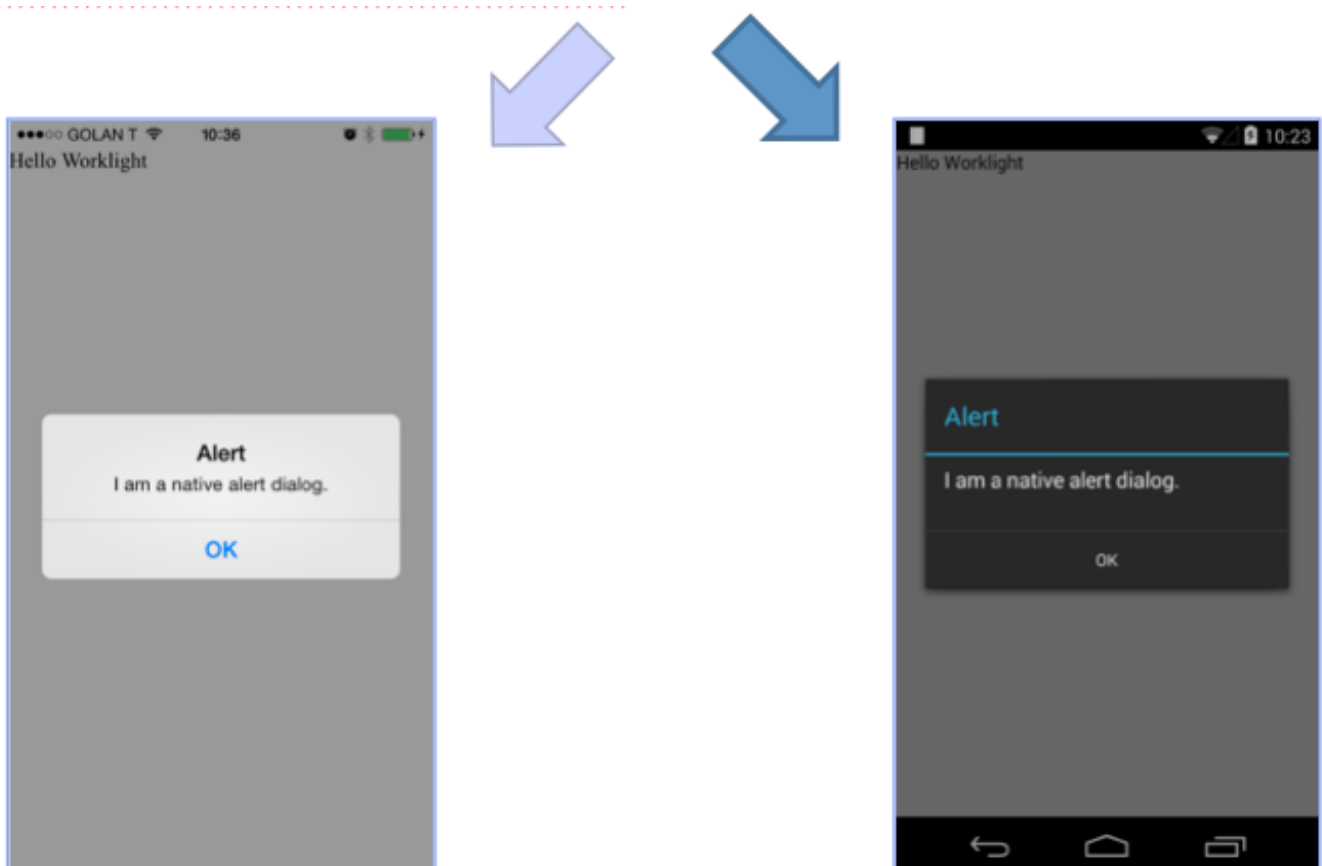 GOLAN T 10:36
Hello Worklight
Alert
I am a native alert dialog.
OK
10:23
Hello Worklight
Alert
I am a native alert dialog.
OK